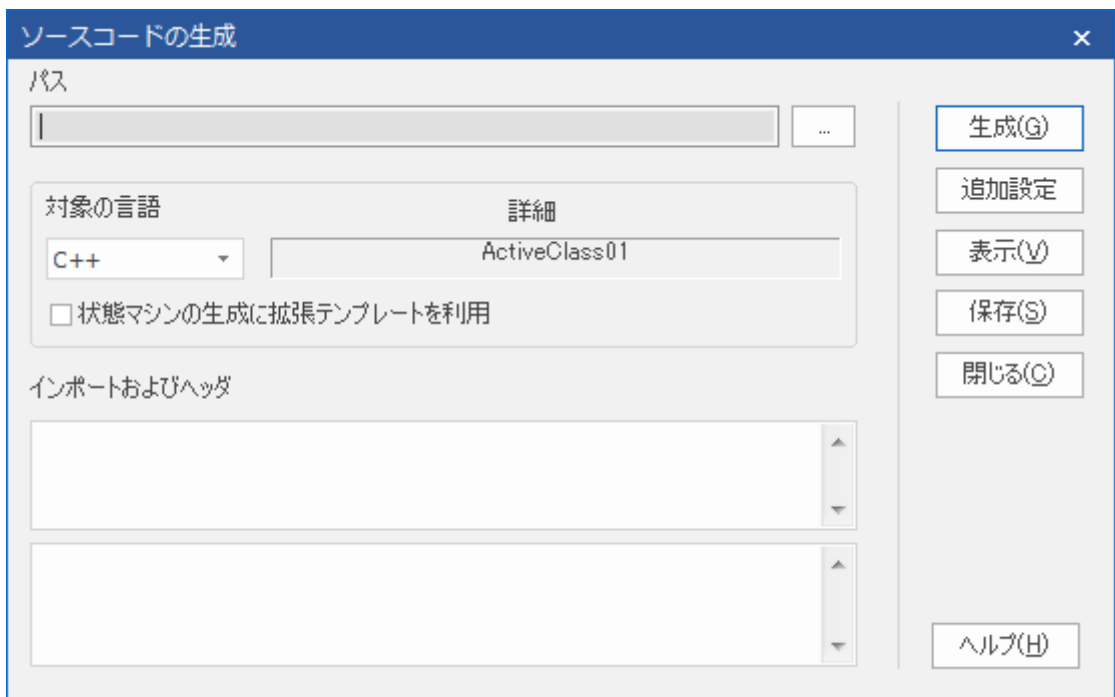 ソースコードの生成
パス
...
生成(G)
追加設定
対象の言語
詳細
C++
ActiveClass01
表示(V)
状態マシンの生成に拡張テンプレートを利用
保存(S)
閉じる(C)
インポートおよびヘッダ
ヘルプ(H)